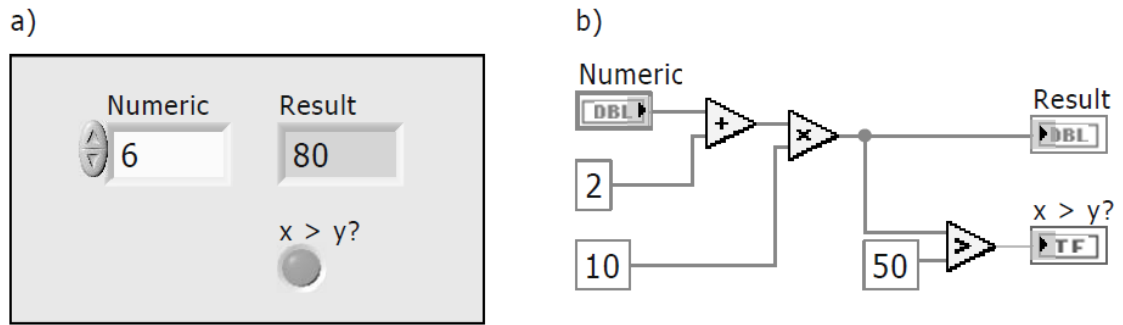 a)
Numeric
Result
6
80
x > y?
b)
Numeric
DBL
+
×
2
10
50
>
Result
DBL
x > y?
TF